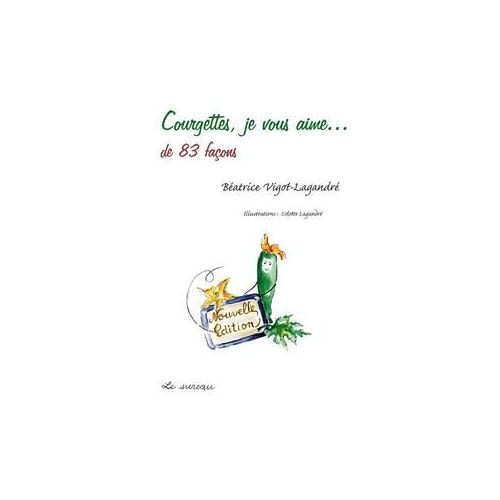 Courgettes, je vous aime...
de 83 façons
Béatrice Vigot-Lagandré
Illustrations : Colette Lagandré
Nouvelle
Edition
Le sureau